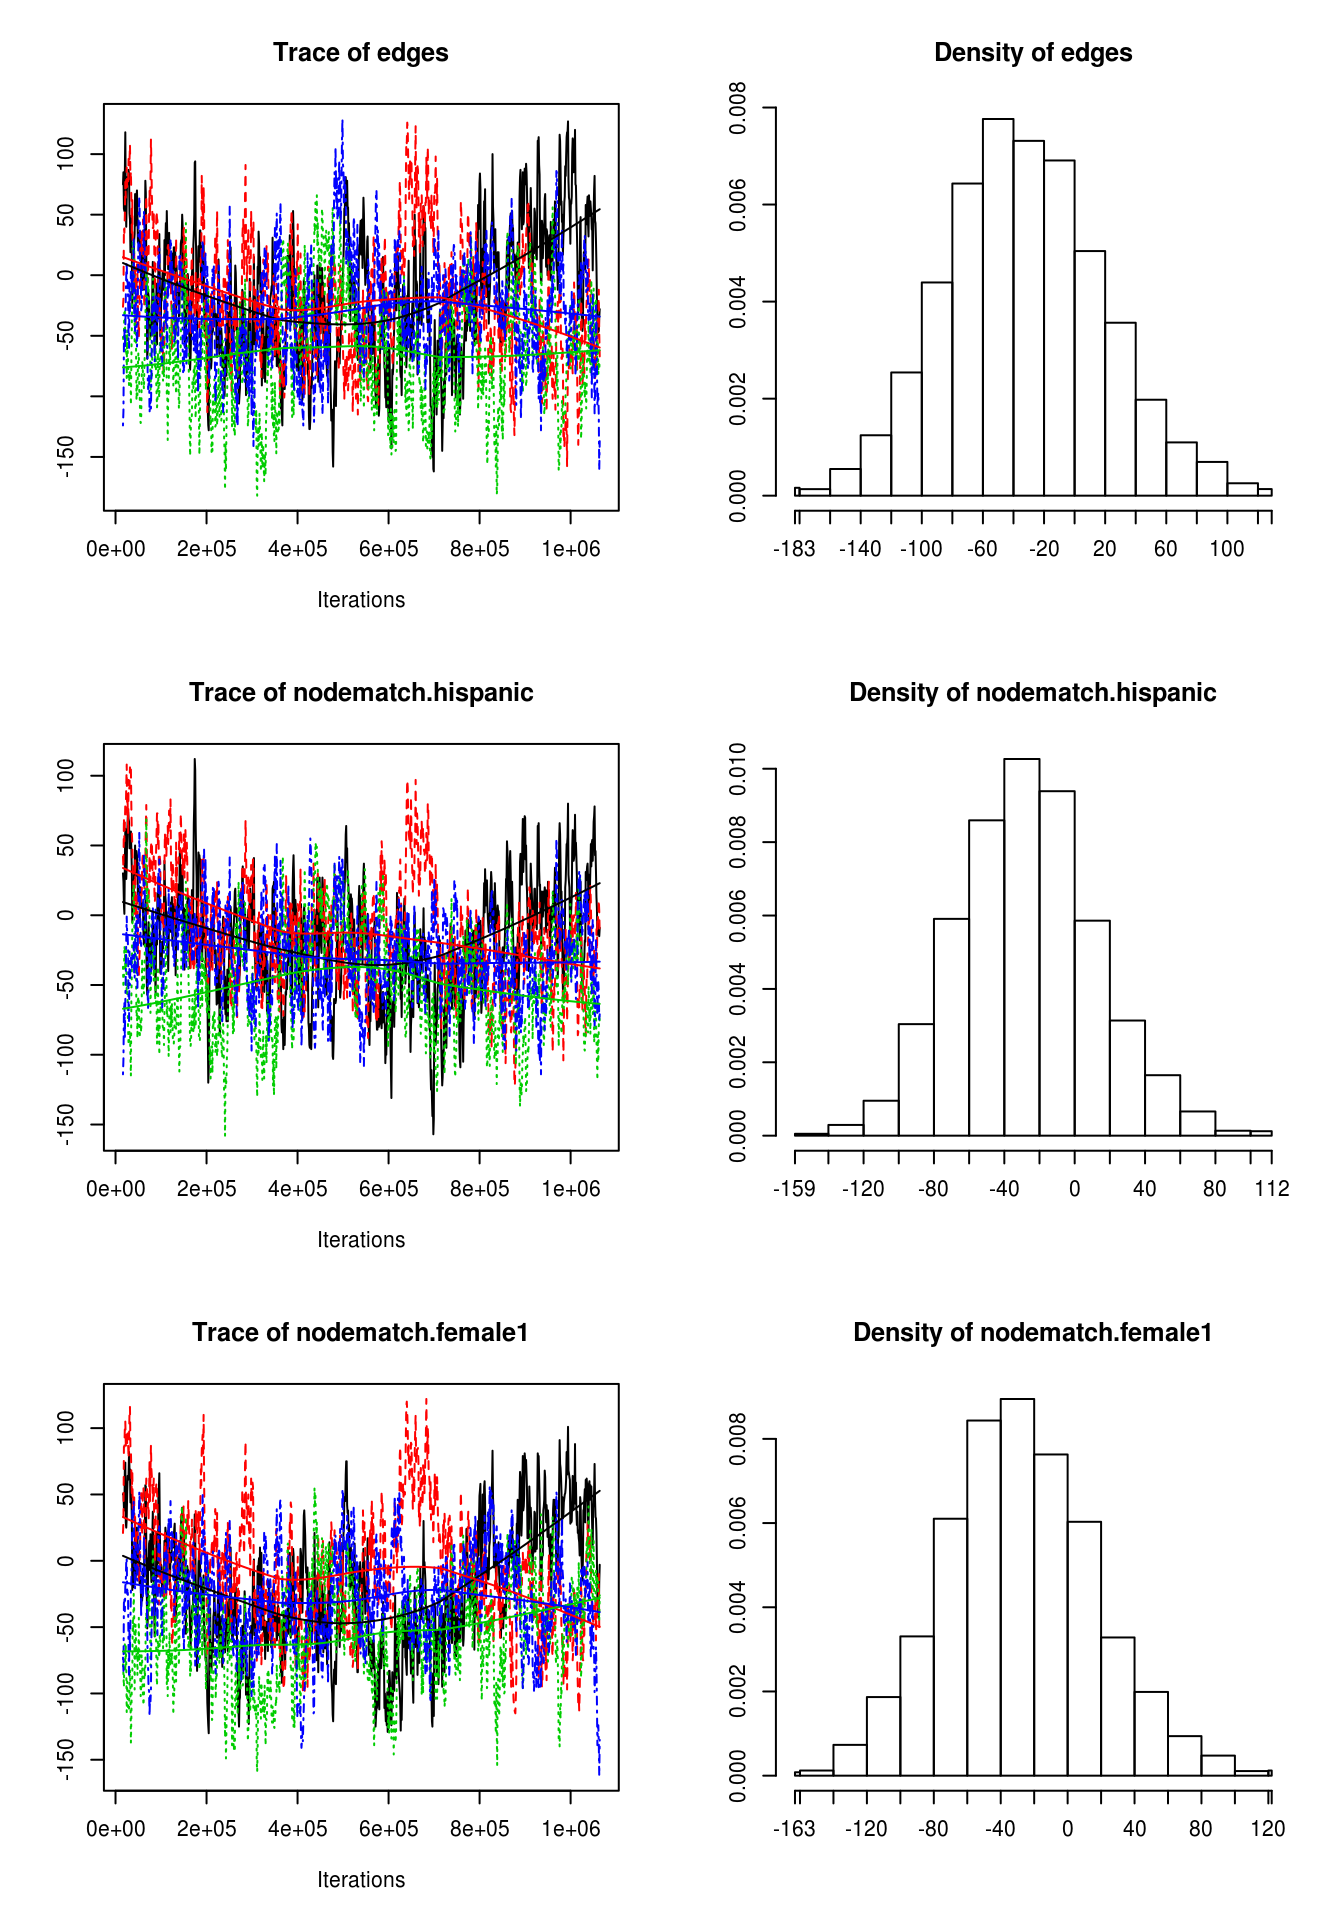 Trace of edges
100
50
0
-50
-150
0e+00 2e+05 4e+05 6e+05 8e+05 1e+06
Iterations
Density of edges
0.008
0.006
0.004
0.002
0.000
-183 -140 -100 -60 -20 20 60 100
Trace of nodematch.hispanic
100
50
0
-50
-100
-150
0e+00 2e+05 4e+05 6e+05 8e+05 1e+06
Iterations
Density of nodematch.hispanic
0.010
0.008
0.006
0.004
0.002
0.000
-159 -120 -80 -40 0 40 80 112
Trace of nodematch.female1
100
50
0
-50
-100
-150
0e+00 2e+05 4e+05 6e+05 8e+05 1e+06
Iterations
Density of nodematch.female1
0.008
0.006
0.004
0.002
0.000
-163 -120 -80 -40 0 40 80 120